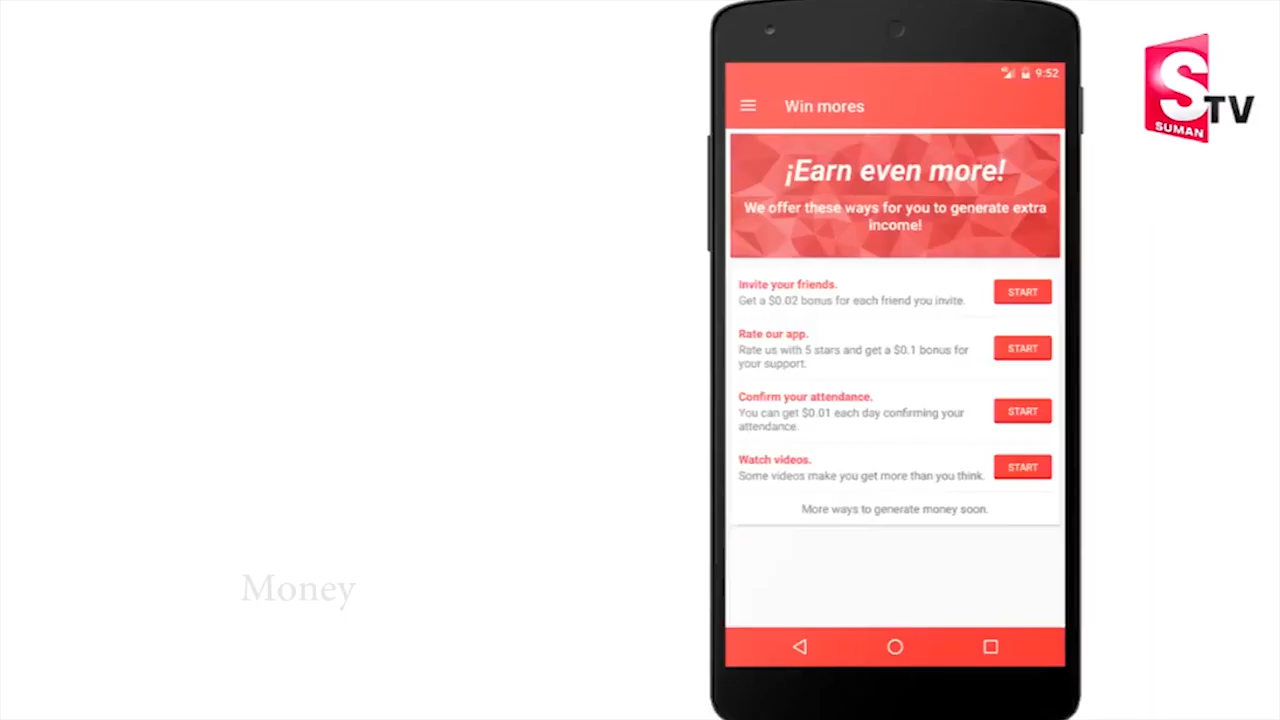 9:52
Win mores
¡Earn even more!
We offer these ways for you to generate extra
income!
Invite your friends.
Get a $0.02 bonus for each friend you invite.
START
Rate our app.
Rate us with 5 stars and get a $0.1 bonus for
your support.
START
Confirm your attendance.
You can get $0.01 each day confirming your
attendance.
START
Watch videos.
Some videos make you get more than you think.
START
More ways to generate money soon.
Money
S
TV
SUMAN